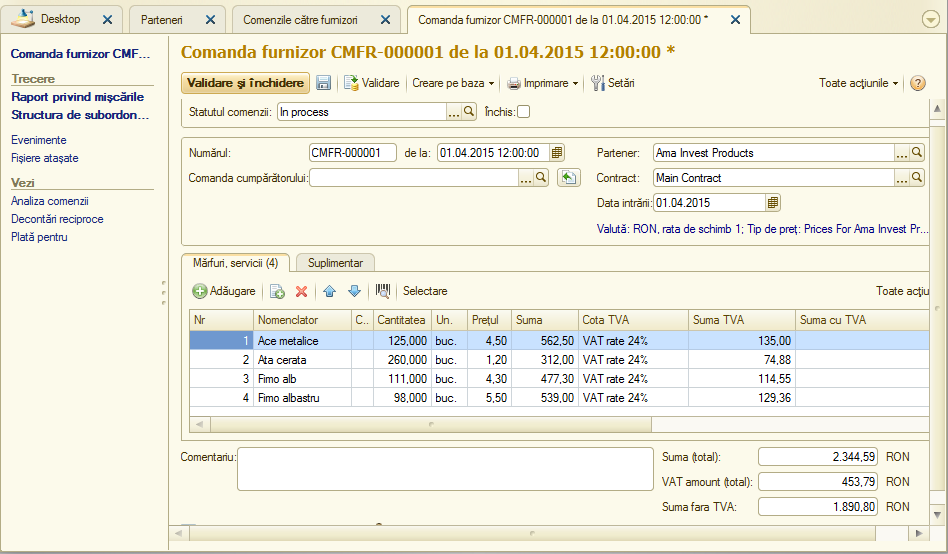 Desktop Parteneri Comenzile către furnizori Comanda furnizor CMFR-000001 de la 01.04.2015 12:00:00 *
Comanda furnizor CMF...
Trecere
Raport privind mișcările
Structura de subordon...
Evenimente
Fișiere atașate
Vezi
Analiza comenzii
Decontări reciproce
Plată pentru
Comanda furnizor CMFR-000001 de la 01.04.2015 12:00:00 *
Validare și închidere Validare Creare pe baza Imprimare Setări Toate acțiunile
Statutul comenzii: In process ... Închis:
Numărul: CMFR-000001 de la: 01.04.2015 12:00:00 Partener: Ama Invest Products ...
Comanda cumpărătorului: ... Contract: Main Contract ...
Data intrării: 01.04.2015
Valută: RON, rata de schimb 1; Tip de preț: Prices For Ama Invest Pr...
Mărfuri, servicii (4) Suplimentar
Adăugare Selectare Toate acțiu
Nr Nomenclator C.. Cantitatea Un. Prețul Suma Cota TVA Suma TVA Suma cu TVA
1 Ace metalice 125,000 buc. 4,50 562,50 VAT rate 24% 135,00
2 Ata cerata 260,000 buc. 1,20 312,00 VAT rate 24% 74,88
3 Fimo alb 111,000 buc. 4,30 477,30 VAT rate 24% 114,55
4 Fimo albastru 98,000 buc. 5,50 539,00 VAT rate 24% 129,36
Comentariu: Suma (total): 2.344,59 RON
VAT amount (total): 453,79 RON
Suma fara TVA: 1.890,80 RON